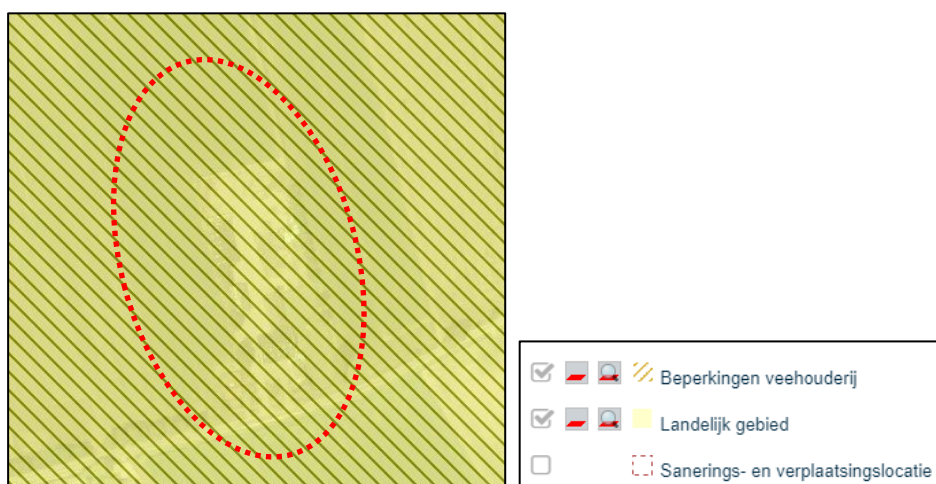 Beperkingen veehouderij
Landelijk gebied
Sanerings- en verplaatsingslocatie